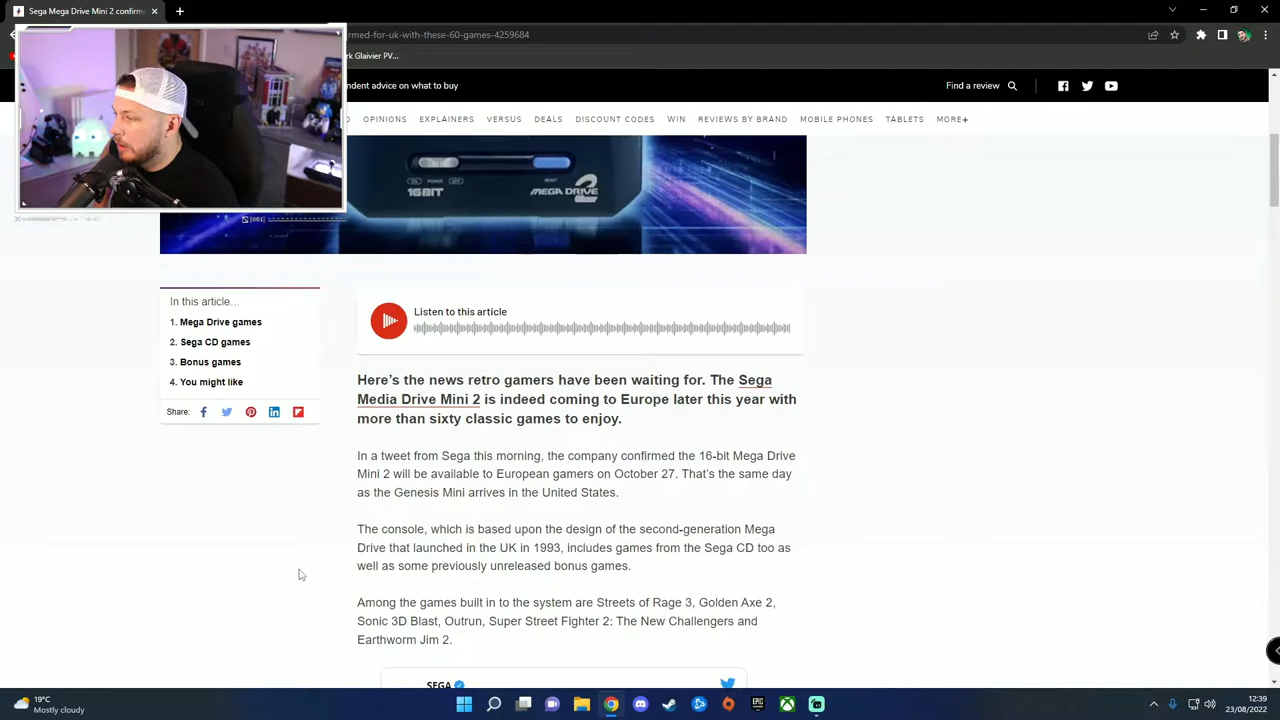 Sega Mega Drive Mini 2 confirm
rmed-for-uk-with-these-60-games-4259684
rk Glaivier PV...
ndent advice on what to buy
Find a review
OPINIONS EXPLAINERS VERSUS DEALS DISCOUNT CODES WIN REVIEWS BY BRAND MOBILE PHONES TABLETS MORE+
ON POWER OFF
RESET
16BIT
MEGA DRIVE 2
[001]
In this article…
1. Mega Drive games
2. Sega CD games
3. Bonus games
4. You might like
Share:
Listen to this article
Here’s the news retro gamers have been waiting for. The Sega
Media Drive Mini 2 is indeed coming to Europe later this year with
more than sixty classic games to enjoy.
In a tweet from Sega this morning, the company confirmed the 16-bit Mega Drive
Mini 2 will be available to European gamers on October 27. That’s the same day
as the Genesis Mini arrives in the United States.
The console, which is based upon the design of the second-generation Mega
Drive that launched in the UK in 1993, includes games from the Sega CD too as
well as some previously unreleased bonus games.
Among the games built in to the system are Streets of Rage 3, Golden Axe 2,
Sonic 3D Blast, Outrun, Super Street Fighter 2: The New Challengers and
Earthworm Jim 2.
SEGA
19°C
Mostly cloudy
EPIC
12:39
23/08/2022